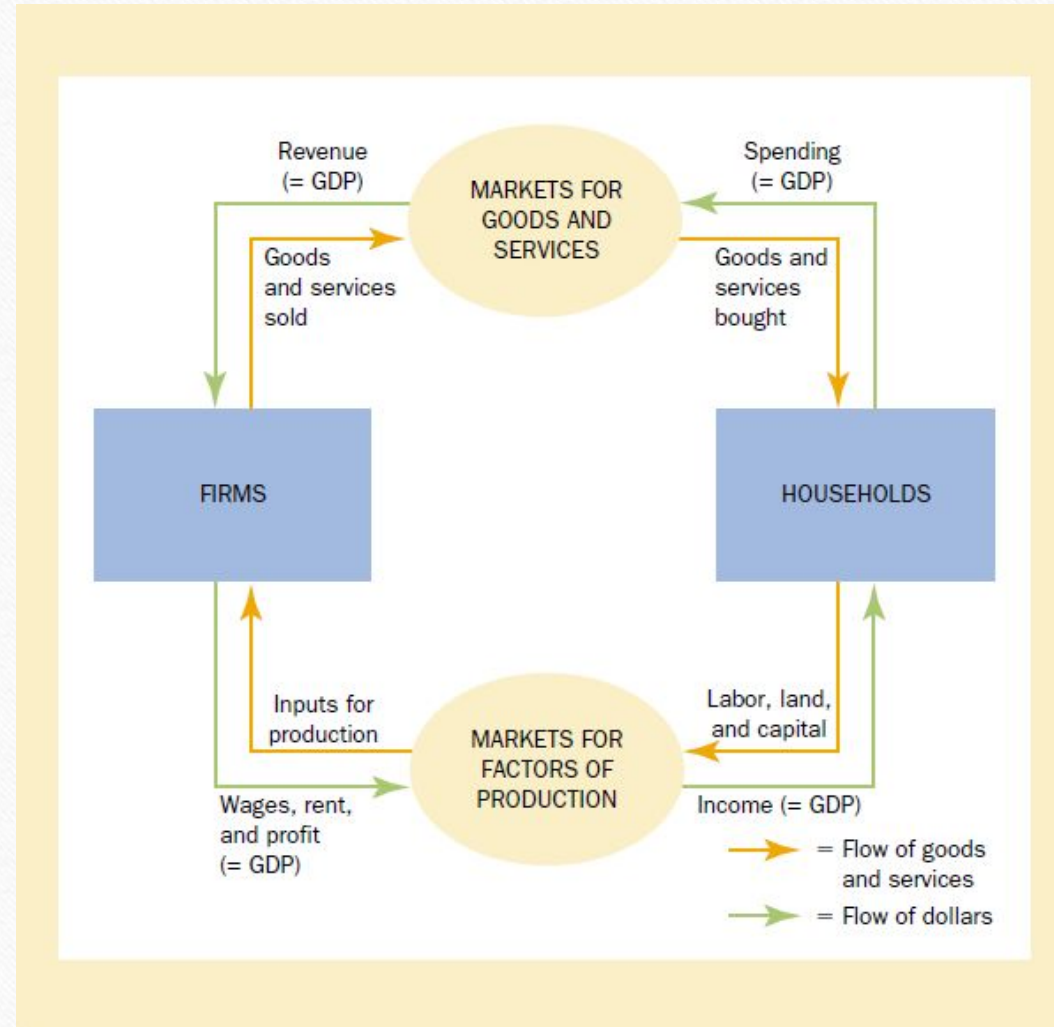 Revenue
(= GDP)
MARKETS FOR
GOODS AND
SERVICES
Spending
(= GDP)
Goods
and services
sold
Goods and
services
bought
FIRMS
HOUSEHOLDS
Inputs for
production
MARKETS FOR
FACTORS OF
PRODUCTION
Labor, land,
and capital
Wages, rent,
and profit
(= GDP)
Income (= GDP)
= Flow of goods
and services
= Flow of dollars